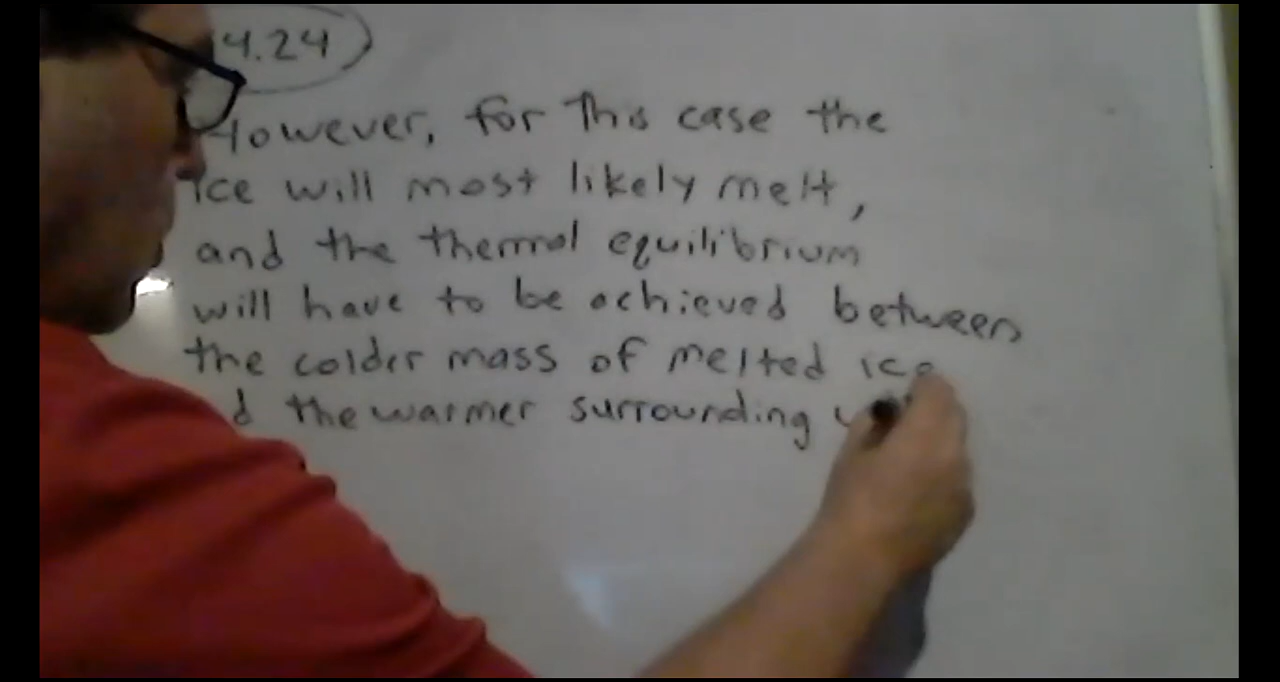 4.24
However, for this case the
ice will most likely melt,
and the thermal equilibrium
will have to be achieved between
the colder mass of melted ice
the warmer surrounding